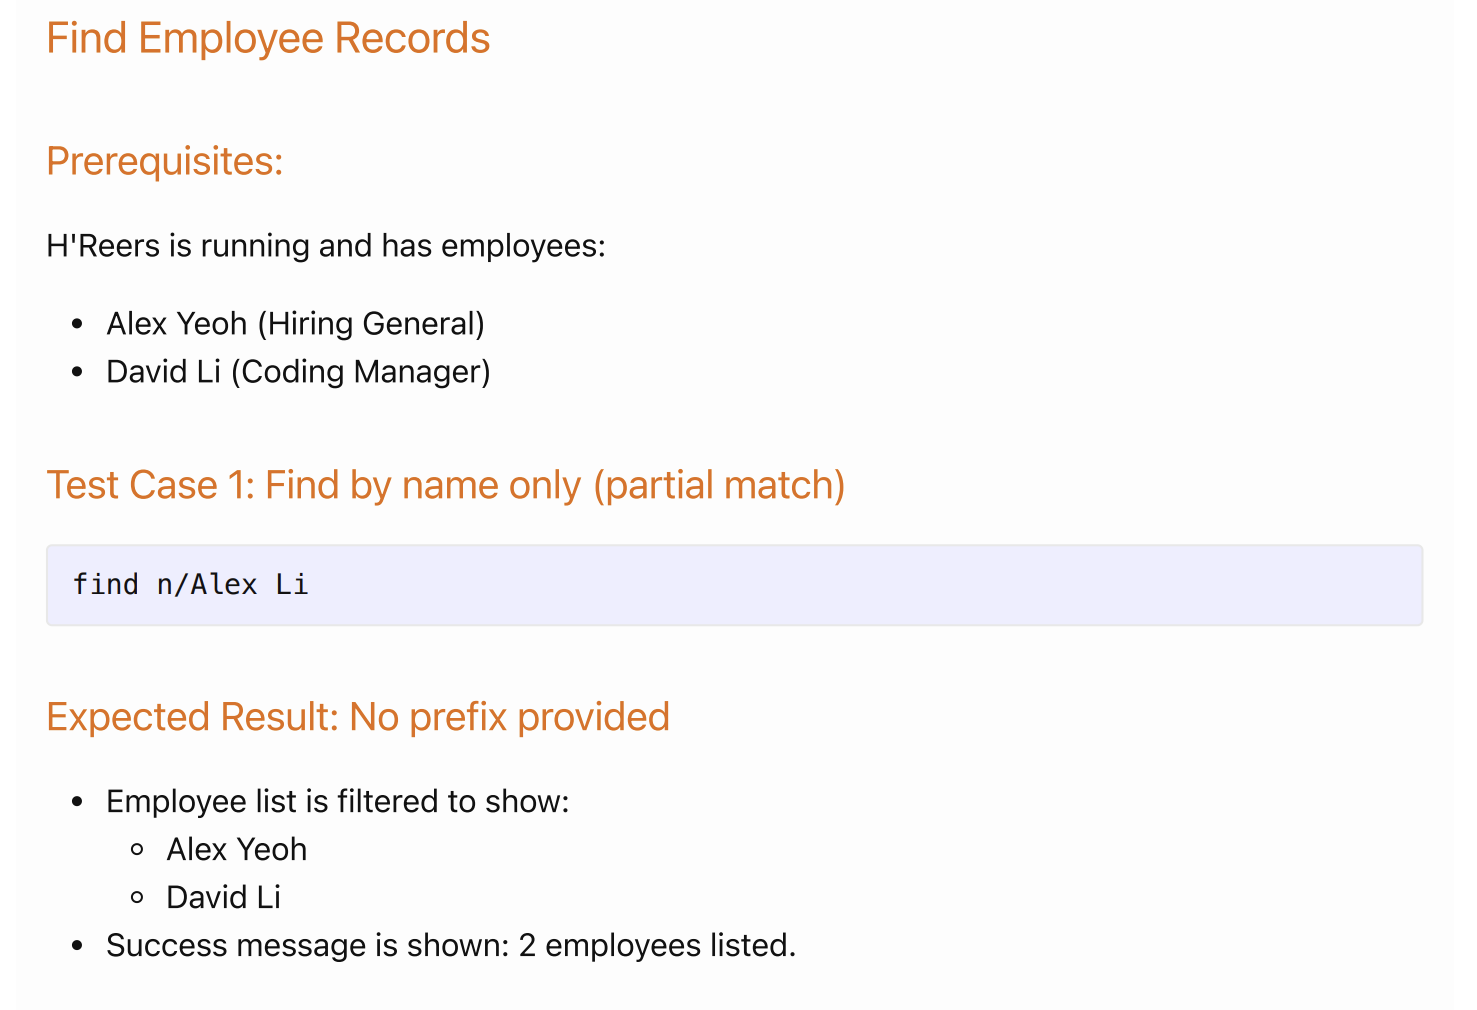 Find Employee Records
Prerequisites:
H'Reers is running and has employees:
• Alex Yeoh (Hiring General)
• David Li (Coding Manager)
Test Case 1: Find by name only (partial match)
find n/Alex Li
Expected Result: No prefix provided
• Employee list is filtered to show:
◦ Alex Yeoh
◦ David Li
• Success message is shown: 2 employees listed.